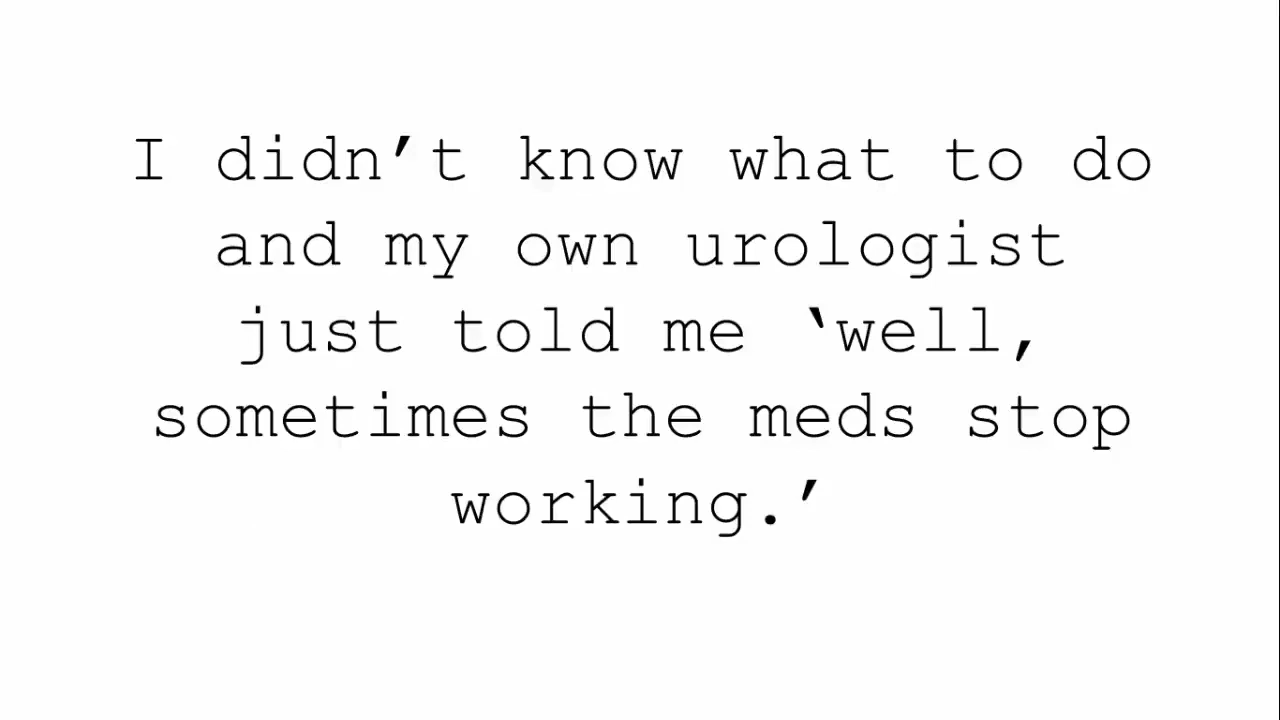 I didn’t know what to do
and my own urologist
just told me ‘well,
sometimes the meds stop
working.’